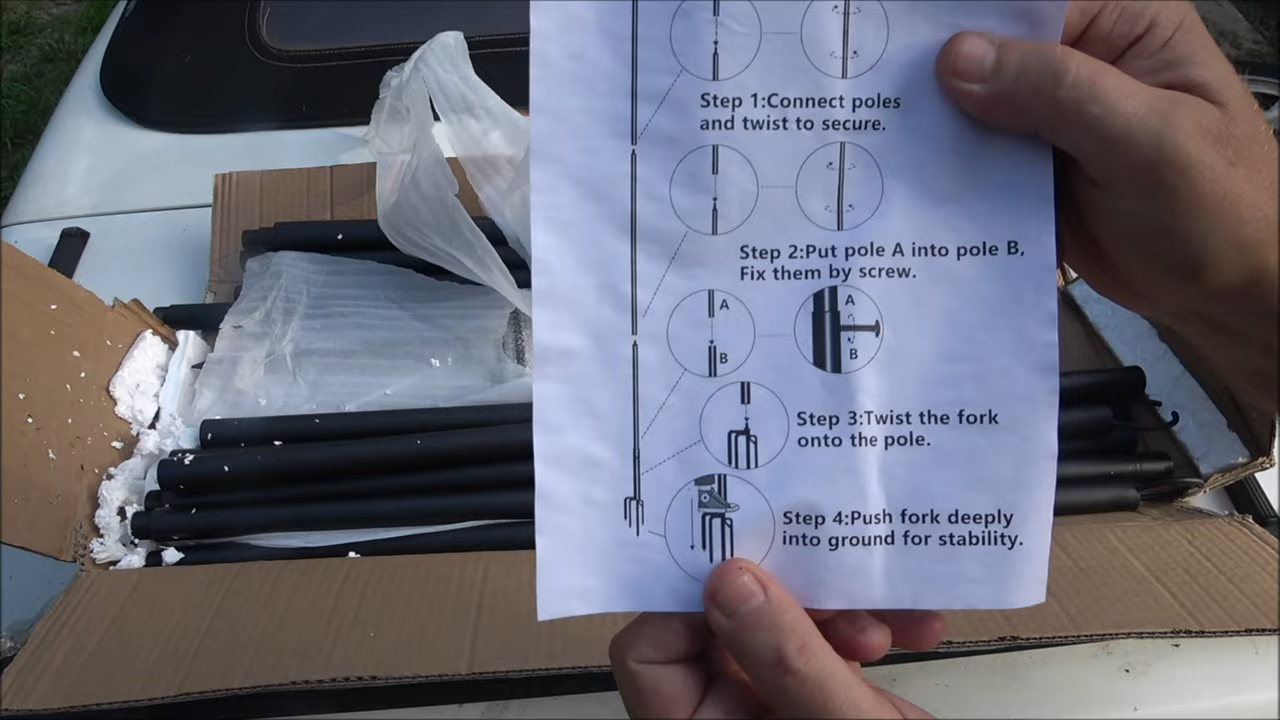 Step 1:Connect poles
and twist to secure.
Step 2:Put pole A into pole B,
Fix them by screw.
A
B
A
B
Step 3:Twist the fork
onto the pole.
Step 4:Push fork deeply
into ground for stability.